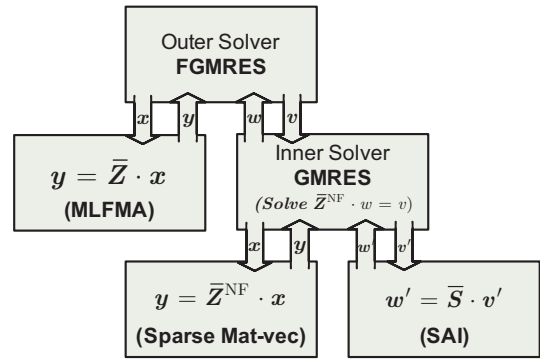 Outer Solver
FGMRES
x y w v
y = Z̅ · x
(MLFMA)
Inner Solver
GMRES
(Solve Z̅^NF · w = v)
x y w′ v′
y = Z̅^NF · x
(Sparse Mat-vec)
w′ = S̅ · v′
(SAI)